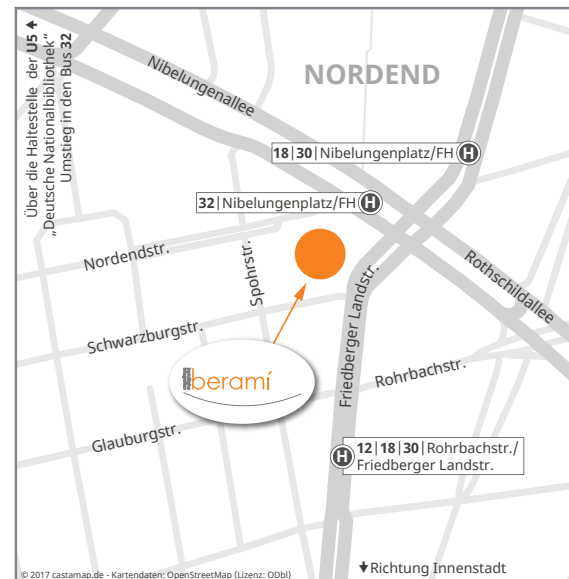 Über die Haltestelle der U5
„Deutsche Nationalbibliothek“
Umstieg in den Bus 32
Nibelungenallee
NORDEND
18|30|Nibelungenplatz/FH
H
32|Nibelungenplatz/FH
H
Nordendstr.
Spohrstr.
Rothschildallee
Friedberger Landstr.
Schwarzburgstr.
beramí
Rohrbachstr.
Glauburgstr.
H
12|18|30|Rohrbachstr./
Friedberger Landstr.
Richtung Innenstadt
© 2017 castamap.de - Kartendaten: OpenStreetMap (Lizenz: ODbl)